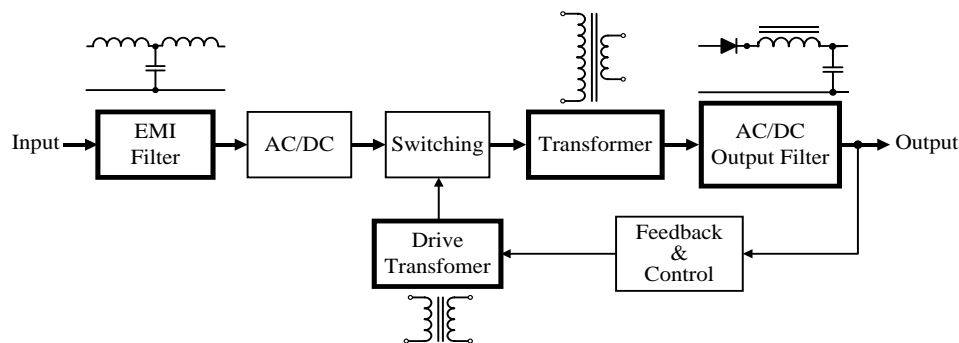 Input
EMI
Filter
AC/DC
Switching
Transformer
AC/DC
Output Filter
Output
Drive
Transfomer
Feedback
&
Control